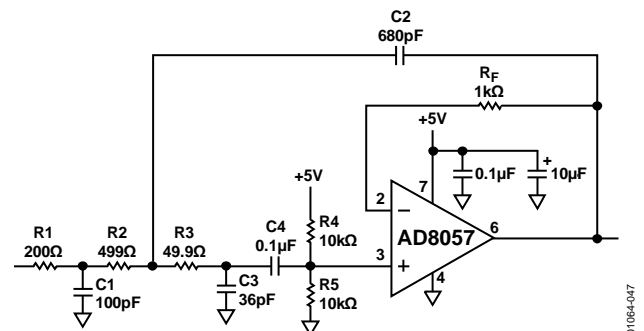 C2
680pF
RF
1kΩ
+5V
0.1µF
+
10µF
+5V
7
2
−
AD8057
6
R1
200Ω
R2
499Ω
R3
49.9Ω
C4
0.1µF
R4
10kΩ
3
+
4
C1
100pF
C3
36pF
R5
10kΩ
01064-047